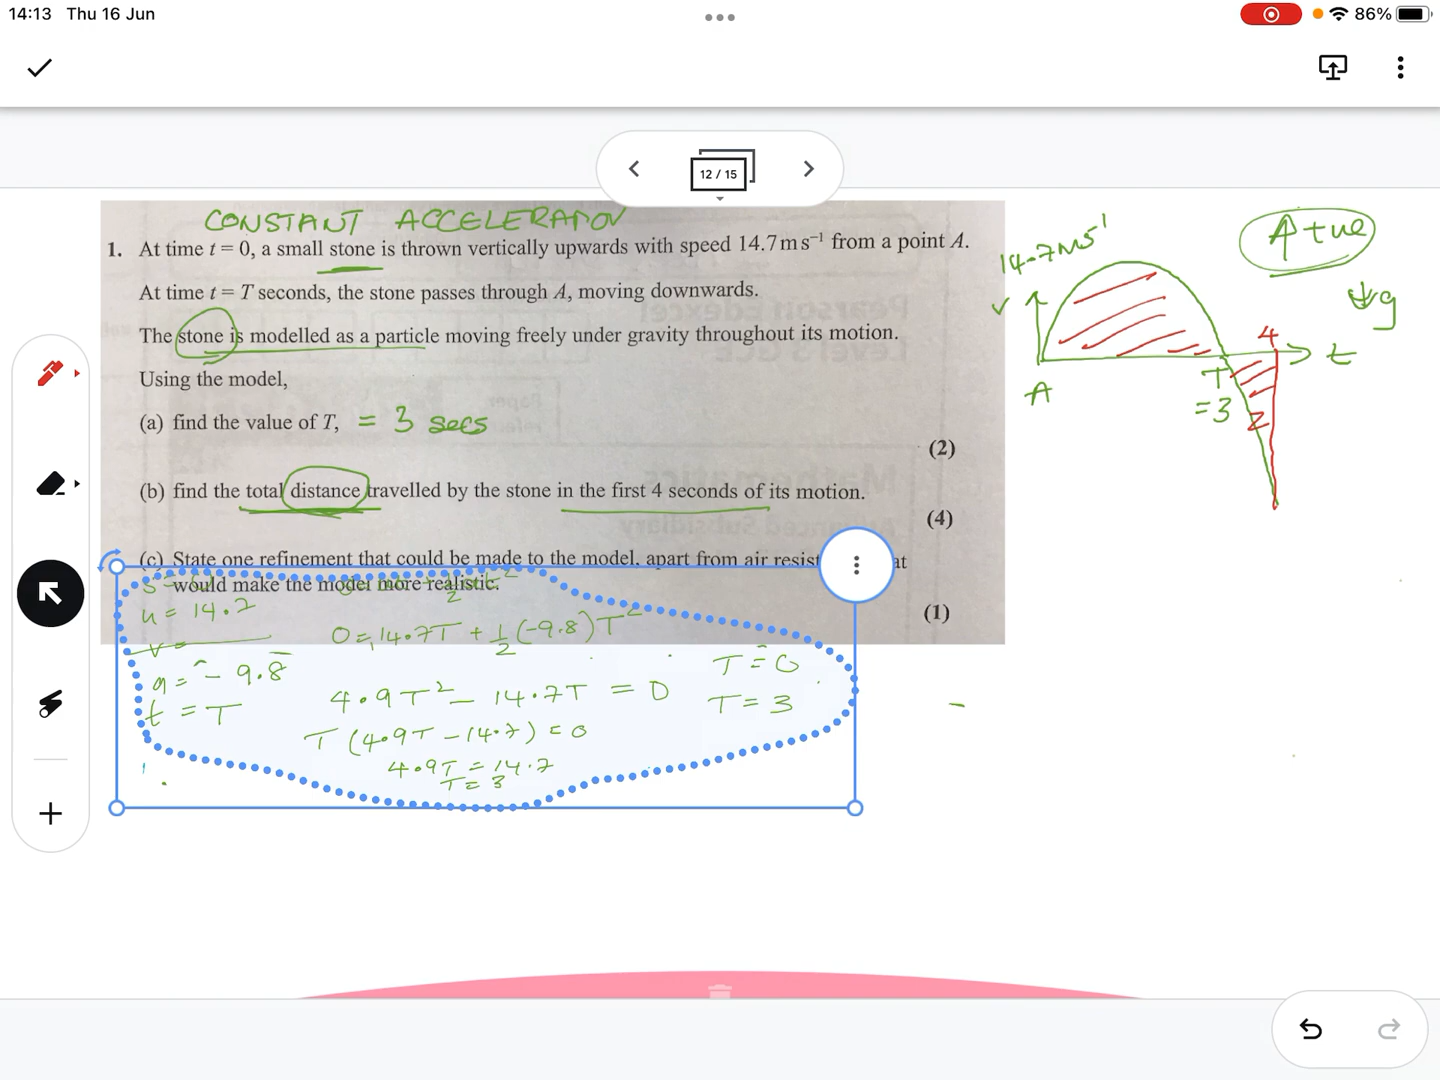 14:13 Thu 16 Jun
86%
12 / 15
CONSTANT ACCELERATION
1. At time t = 0, a small stone is thrown vertically upwards with speed 14.7 m s⁻¹ from a point A.
At time t = T seconds, the stone passes through A, moving downwards.
The stone is modelled as a particle moving freely under gravity throughout its motion.
Using the model,
(a) find the value of T, = 3 secs
(2)
(b) find the total distance travelled by the stone in the first 4 seconds of its motion.
(4)
(c) State one refinement that could be made to the model, apart from air resist at
would make the model more realistic.
(1)
u = 14.2
v =
a = - 9.8
t = T
0 = 14.7T + 1/2 (-9.8) T²
4.9T² - 14.7T = 0
T (4.9T - 14.7) = 0
4.9T = 14.7
T = 3
T = 0
T = 3
14.7ms⁻¹
V
A
T
= 3
4
t
2
↑ +ve
↓ g